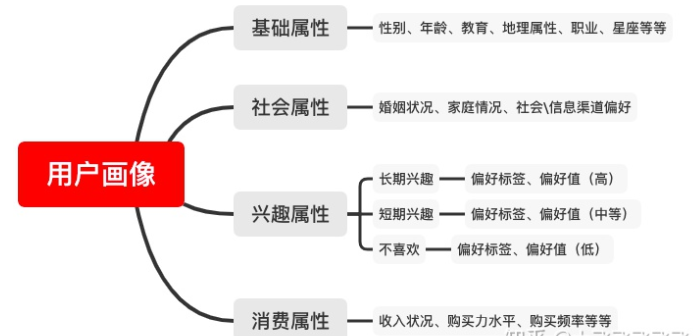 基础属性
性别、年龄、教育、地理属性、职业、星座等等
社会属性
婚姻状况、家庭情况、社会\信息渠道偏好
用户画像
兴趣属性
长期兴趣
偏好标签、偏好值（高）
短期兴趣
偏好标签、偏好值（中等）
不喜欢
偏好标签、偏好值（低）
消费属性
收入状况、购买力水平、购买频率等等